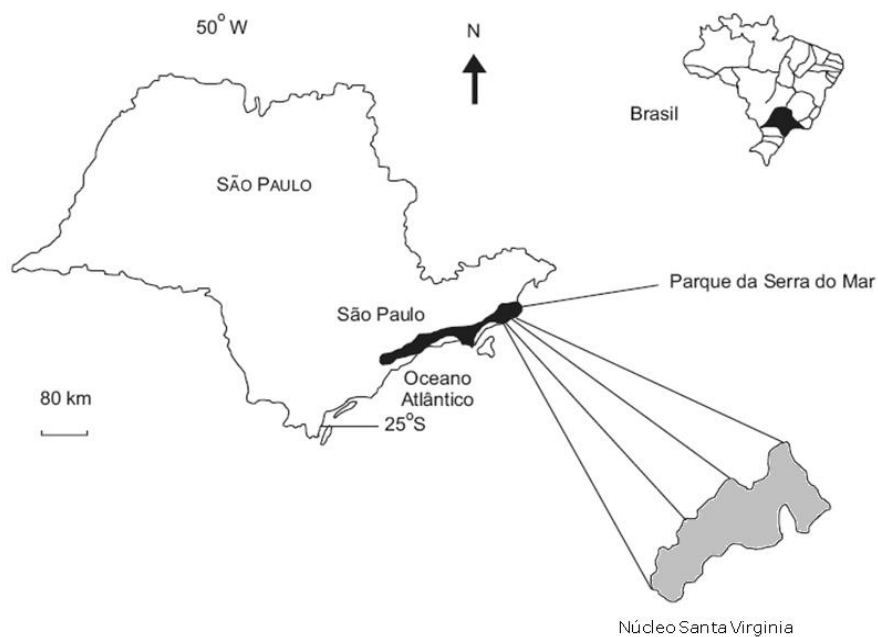 50° W
N
Brasil
SÃO PAULO
Parque da Serra do Mar
São Paulo
Oceano
Atlântico
80 km
25°S
Núcleo Santa Virginia